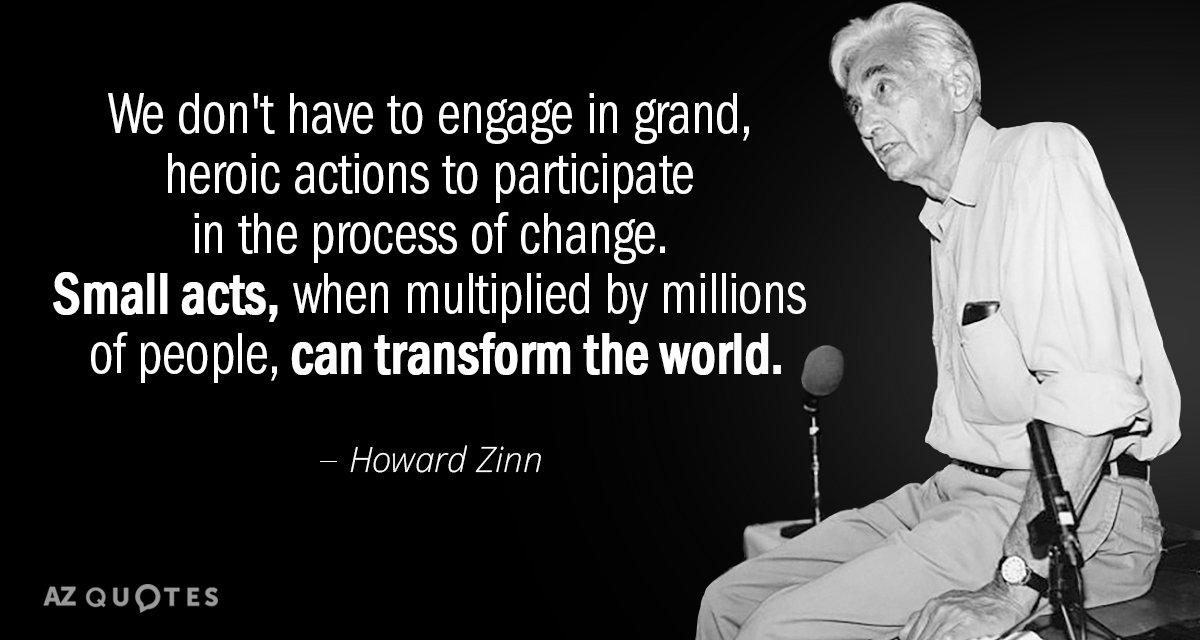 We don't have to engage in grand,
heroic actions to participate
in the process of change.
Small acts, when multiplied by millions
of people, can transform the world.
– Howard Zinn
AZ QUOTES